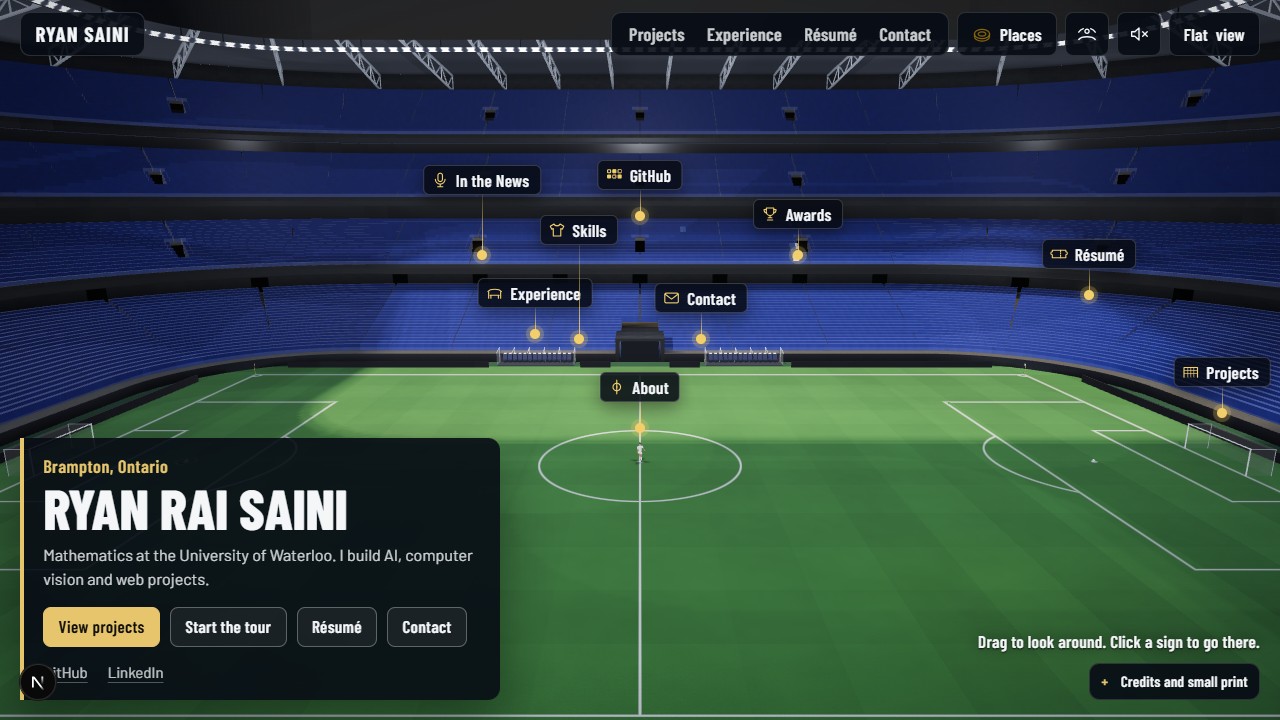 RYAN SAINI
Projects Experience Résumé Contact
Places
Flat view
In the News
GitHub
Skills
Awards
Résumé
Experience
Contact
Projects
About
Brampton, Ontario
RYAN RAI SAINI
Mathematics at the University of Waterloo. I build AI, computer
vision and web projects.
View projects
Start the tour
Résumé
Contact
N
itHub
LinkedIn
Drag to look around. Click a sign to go there.
+ Credits and small print